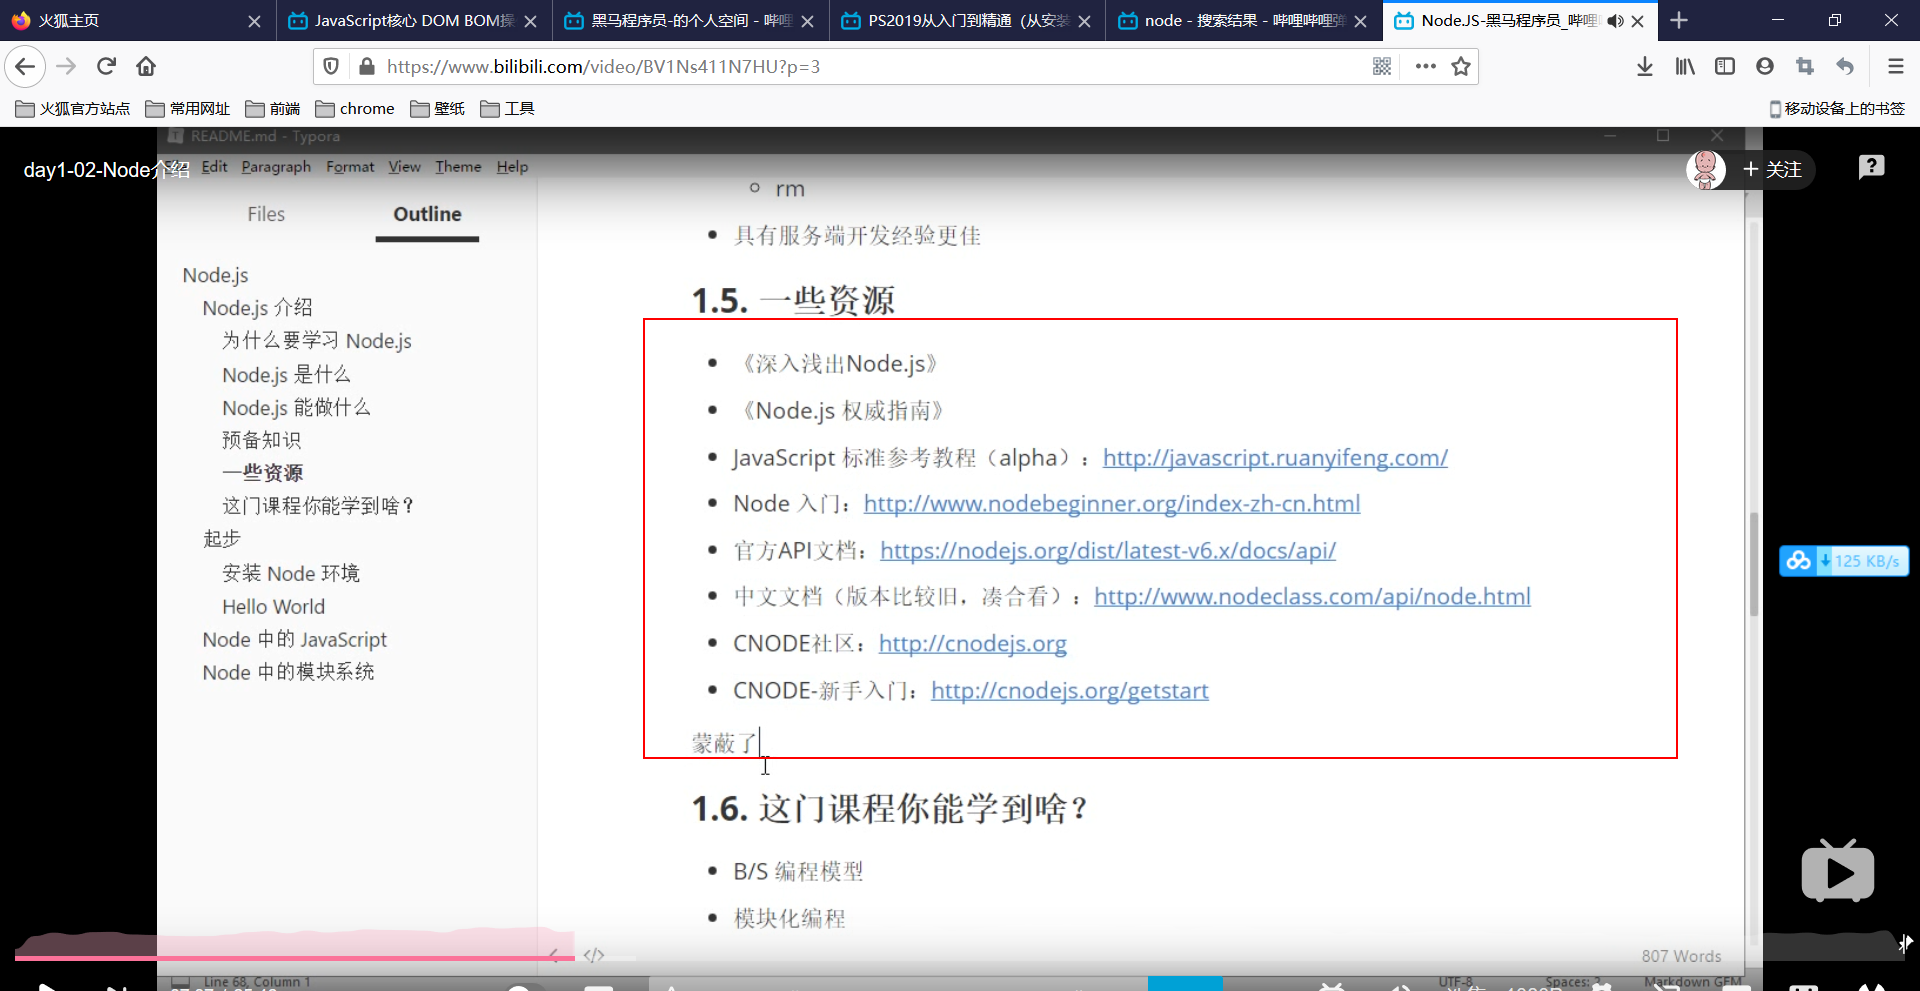 火狐主页
JavaScript核心 DOM BOM操
黑马程序员-的个人空间 - 哔哩
PS2019从入门到精通（从安装
node - 搜索结果 - 哔哩哔哩弹
Node.JS-黑马程序员_哔哩
https://www.bilibili.com/video/BV1Ns411N7HU?p=3
火狐官方站点 常用网址 前端 chrome 壁纸 工具 移动设备上的书签
README.md - Typora
day1-02-Node介绍
Edit Paragraph Format View Theme Help
+ 关注
Files Outline
Node.js
Node.js 介绍
为什么要学习 Node.js
Node.js 是什么
Node.js 能做什么
预备知识
一些资源
这门课程你能学到啥？
起步
安装 Node 环境
Hello World
Node 中的 JavaScript
Node 中的模块系统
rm
具有服务端开发经验更佳
1.5. 一些资源
《深入浅出Node.js》
《Node.js 权威指南》
JavaScript 标准参考教程（alpha）：http://javascript.ruanyifeng.com/
Node 入门：http://www.nodebeginner.org/index-zh-cn.html
官方API文档：https://nodejs.org/dist/latest-v6.x/docs/api/
中文文档（版本比较旧，凑合看）：http://www.nodeclass.com/api/node.html
CNODE社区：http://cnodejs.org
CNODE-新手入门：http://cnodejs.org/getstart
蒙蔽了
1.6. 这门课程你能学到啥？
B/S 编程模型
模块化编程
125 KB/s
807 Words
Line 68, Column 1
UTF-8
Markdown GFM